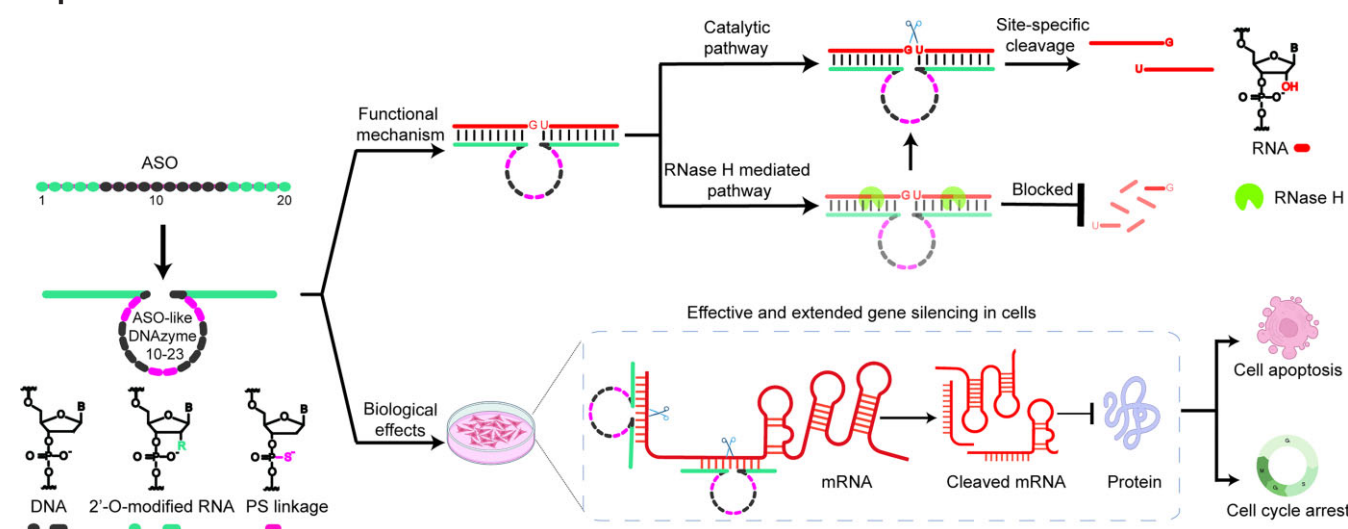 Catalytic
pathway
Site-specific
cleavage
G U
G
U
B
O
O
OH
O
O=P-O-
O
RNA
Functional
mechanism
G U
ASO
1 10 20
RNase H mediated
pathway
G U
Blocked
G
U
RNase H
ASO-like
DNAzyme
10-23
Effective and extended gene silencing in cells
Biological
effects
mRNA
Cleaved mRNA
Protein
Cell apoptosis
Cell cycle arrest
B
O
O
O
O=P-O-
O
B
O
O
O R
O=P-O-
O
B
O
O
O
O=P-S-
O
DNA
2'-O-modified RNA
PS linkage